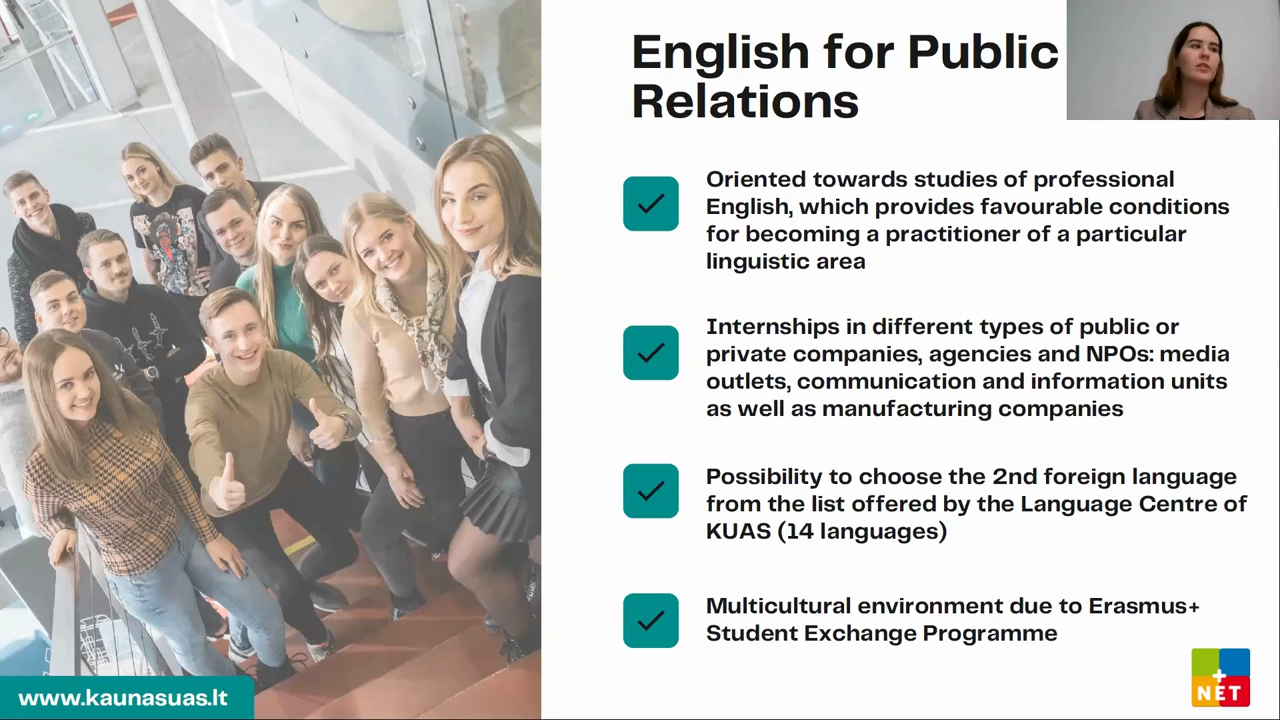 English for Public
Relations
Oriented towards studies of professional
English, which provides favourable conditions
for becoming a practitioner of a particular
linguistic area
Internships in different types of public or
private companies, agencies and NPOs: media
outlets, communication and information units
as well as manufacturing companies
Possibility to choose the 2nd foreign language
from the list offered by the Language Centre of
KUAS (14 languages)
Multicultural environment due to Erasmus+
Student Exchange Programme
www.kaunasuas.lt
+
NET